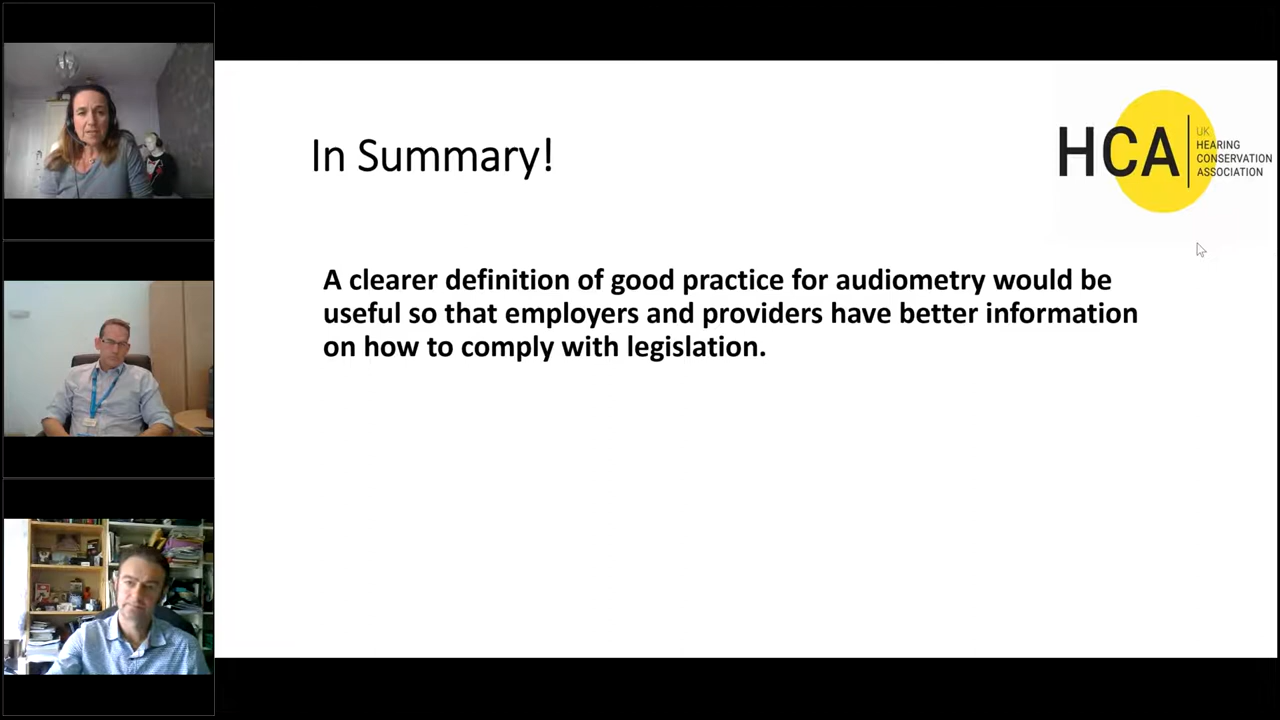 In Summary!
HCA
UK
HEARING
CONSERVATION
ASSOCIATION
A clearer definition of good practice for audiometry would be
useful so that employers and providers have better information
on how to comply with legislation.